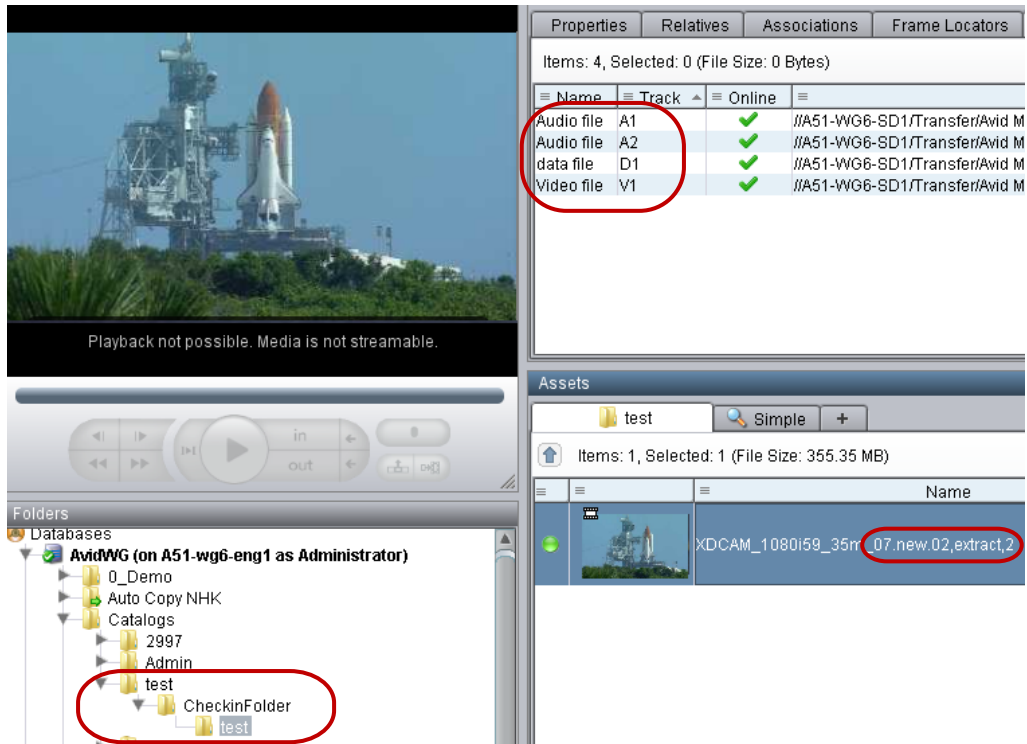 Playback not possible. Media is not streamable.
in
out
Folders
Databases
AvidWG (on A51-wg6-eng1 as Administrator)
0_Demo
Auto Copy NHK
Catalogs
2997
Admin
test
CheckinFolder
test
Properties Relatives Associations Frame Locators
Items: 4, Selected: 0 (File Size: 0 Bytes)
Name Track Online
Audio file A1 //A51-WG6-SD1/Transfer/Avid M
Audio file A2 //A51-WG6-SD1/Transfer/Avid M
data file D1 //A51-WG6-SD1/Transfer/Avid M
Video file V1 //A51-WG6-SD1/Transfer/Avid M
Assets
test Simple +
Items: 1, Selected: 1 (File Size: 355.35 MB)
Name
XDCAM_1080i59_35m_07.new.02,extract,2